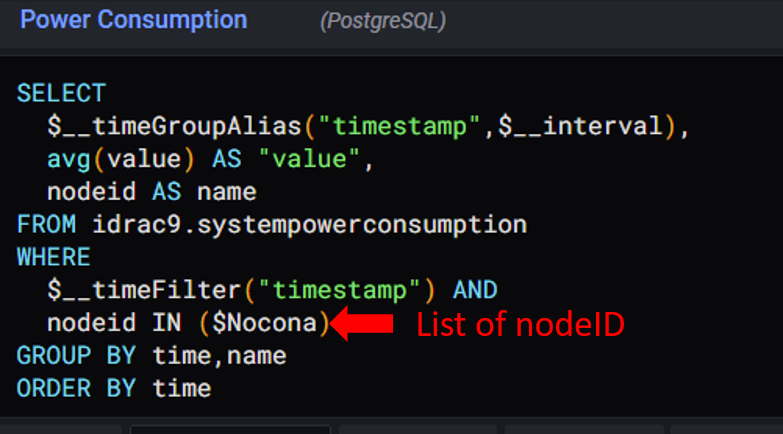 Power Consumption (PostgreSQL)
SELECT
$__timeGroupAlias("timestamp",$__interval),
avg(value) AS "value",
nodeid AS name
FROM idrac9.systempowerconsumption
WHERE
$__timeFilter("timestamp") AND
nodeid IN ($Nocona) List of nodeID
GROUP BY time,name
ORDER BY time